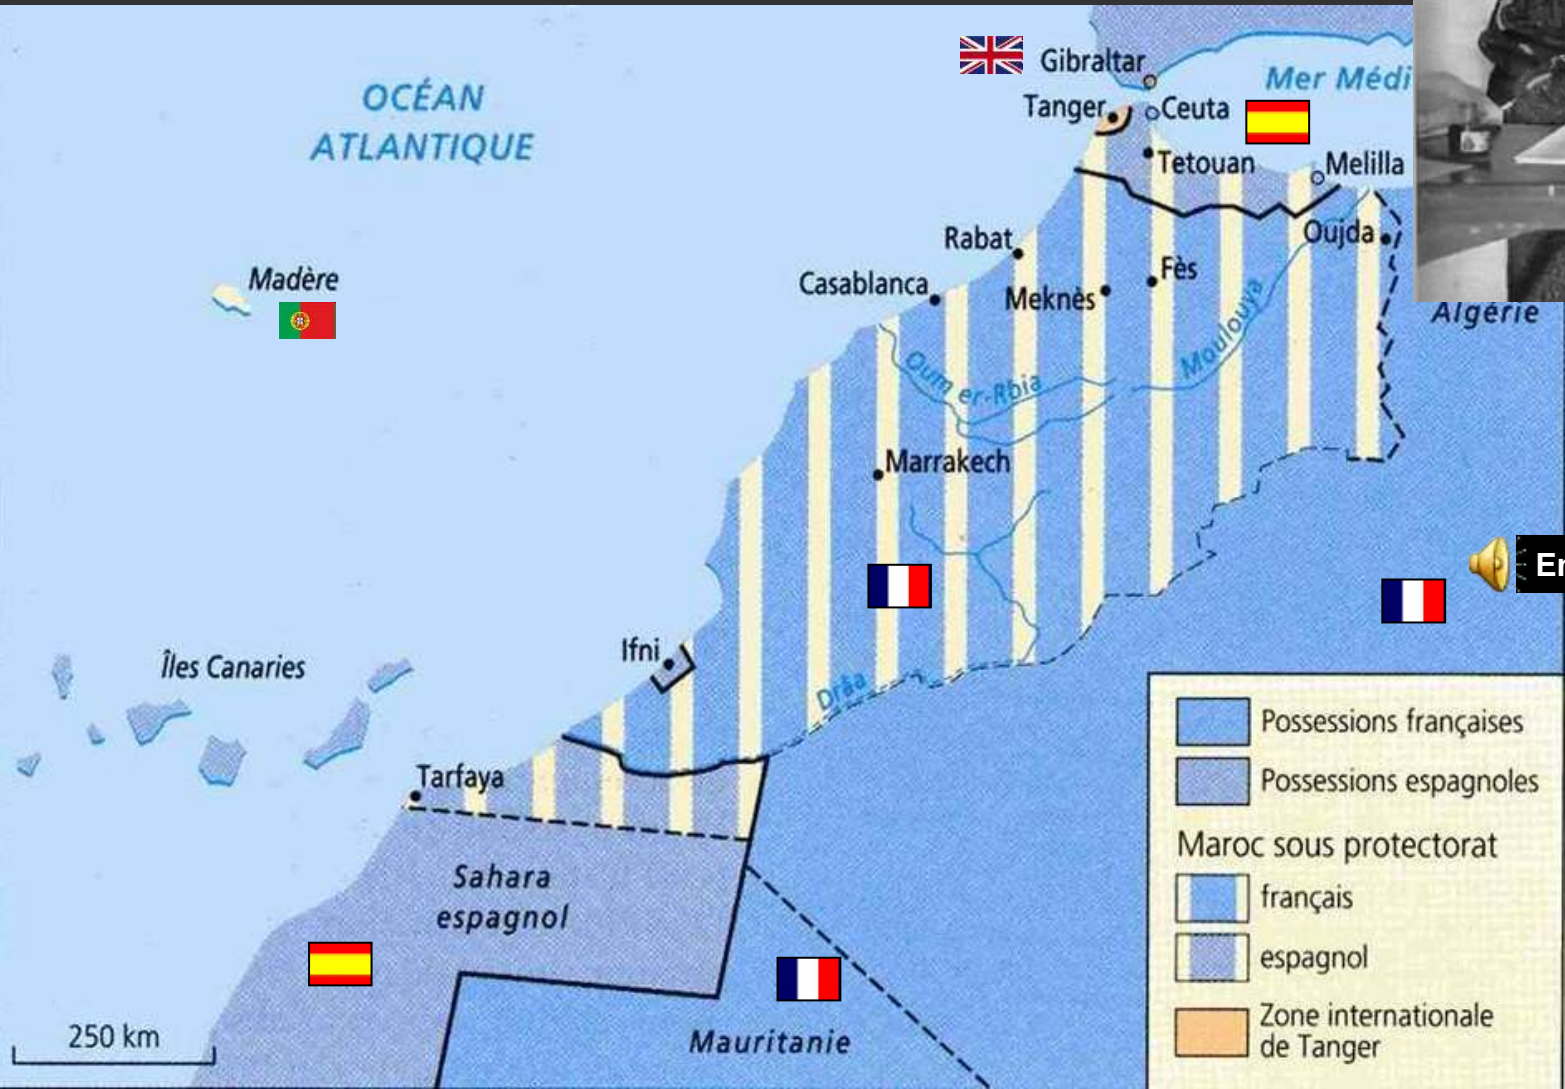 OCÉAN
ATLANTIQUE
Gibraltar
Mer Médi
Tanger
Ceuta
Tetouan
Melilla
Rabat
Oujda
Madère
Casablanca
Fès
Meknès
Algérie
Moulouya
Oum er-Rbia
Marrakech
Ifni
Îles Canaries
Drâa
Tarfaya
Sahara
espagnol
Mauritanie
250 km
Possessions françaises
Possessions espagnoles
Maroc sous protectorat
français
espagnol
Zone internationale
de Tanger